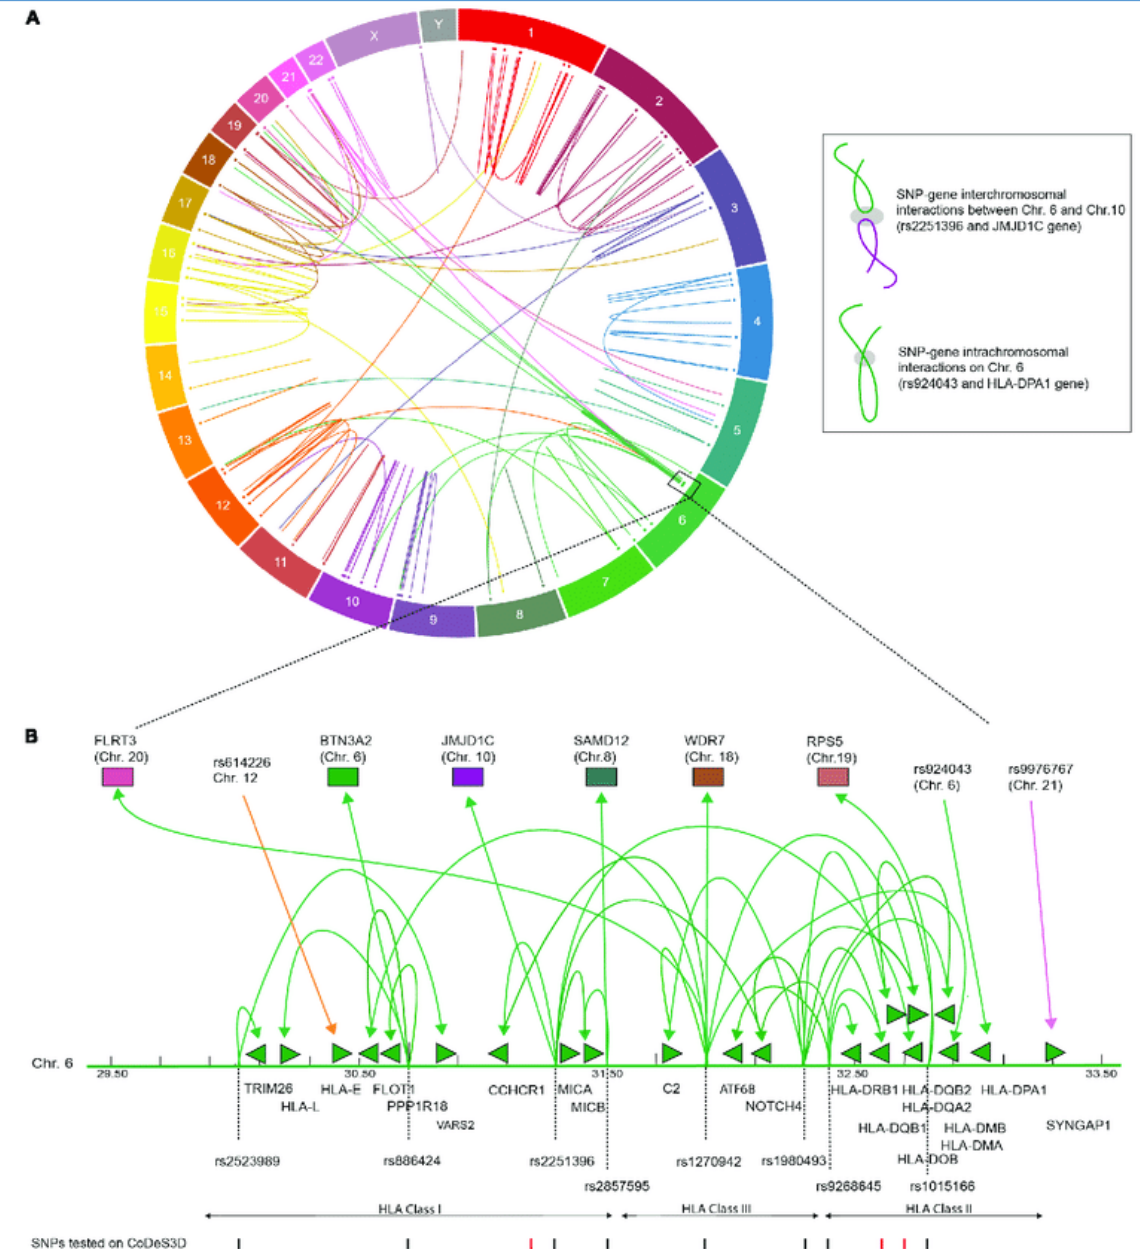 A
Y
1
X
22
21
2
20
19
18
3
17
16
4
15
14
5
13
6
12
7
11
10
8
9
SNP-gene interchromosomal
interactions between Chr. 6 and Chr.10
(rs2251396 and JMJD1C gene)
SNP-gene intrachromosomal
interactions on Chr. 6
(rs924043 and HLA-DPA1 gene)
B
FLRT3
(Chr. 20)
rs614226
Chr. 12
BTN3A2
(Chr. 6)
JMJD1C
(Chr. 10)
SAMD12
(Chr.8)
WDR7
(Chr. 18)
RPS5
(Chr.19)
rs924043
(Chr. 6)
rs9976767
(Chr. 21)
Chr. 6
29.50 30.50 31.50 32.50 33.50
TRIM26 HLA-E FLOT1 CCHCR1 MICA C2 ATF6B HLA-DRB1 HLA-DQB2 HLA-DPA1
HLA-L PPP1R18 MICB NOTCH4 HLA-DQA2
VARS2 HLA-DQB1 HLA-DMB SYNGAP1
HLA-DMA
HLA-DOB
rs2523989 rs886424 rs2251396 rs1270942 rs1980493
rs2857595 rs9268645 rs1015166
HLA Class I HLA Class III HLA Class II
SNPs tested on CoDeS3D